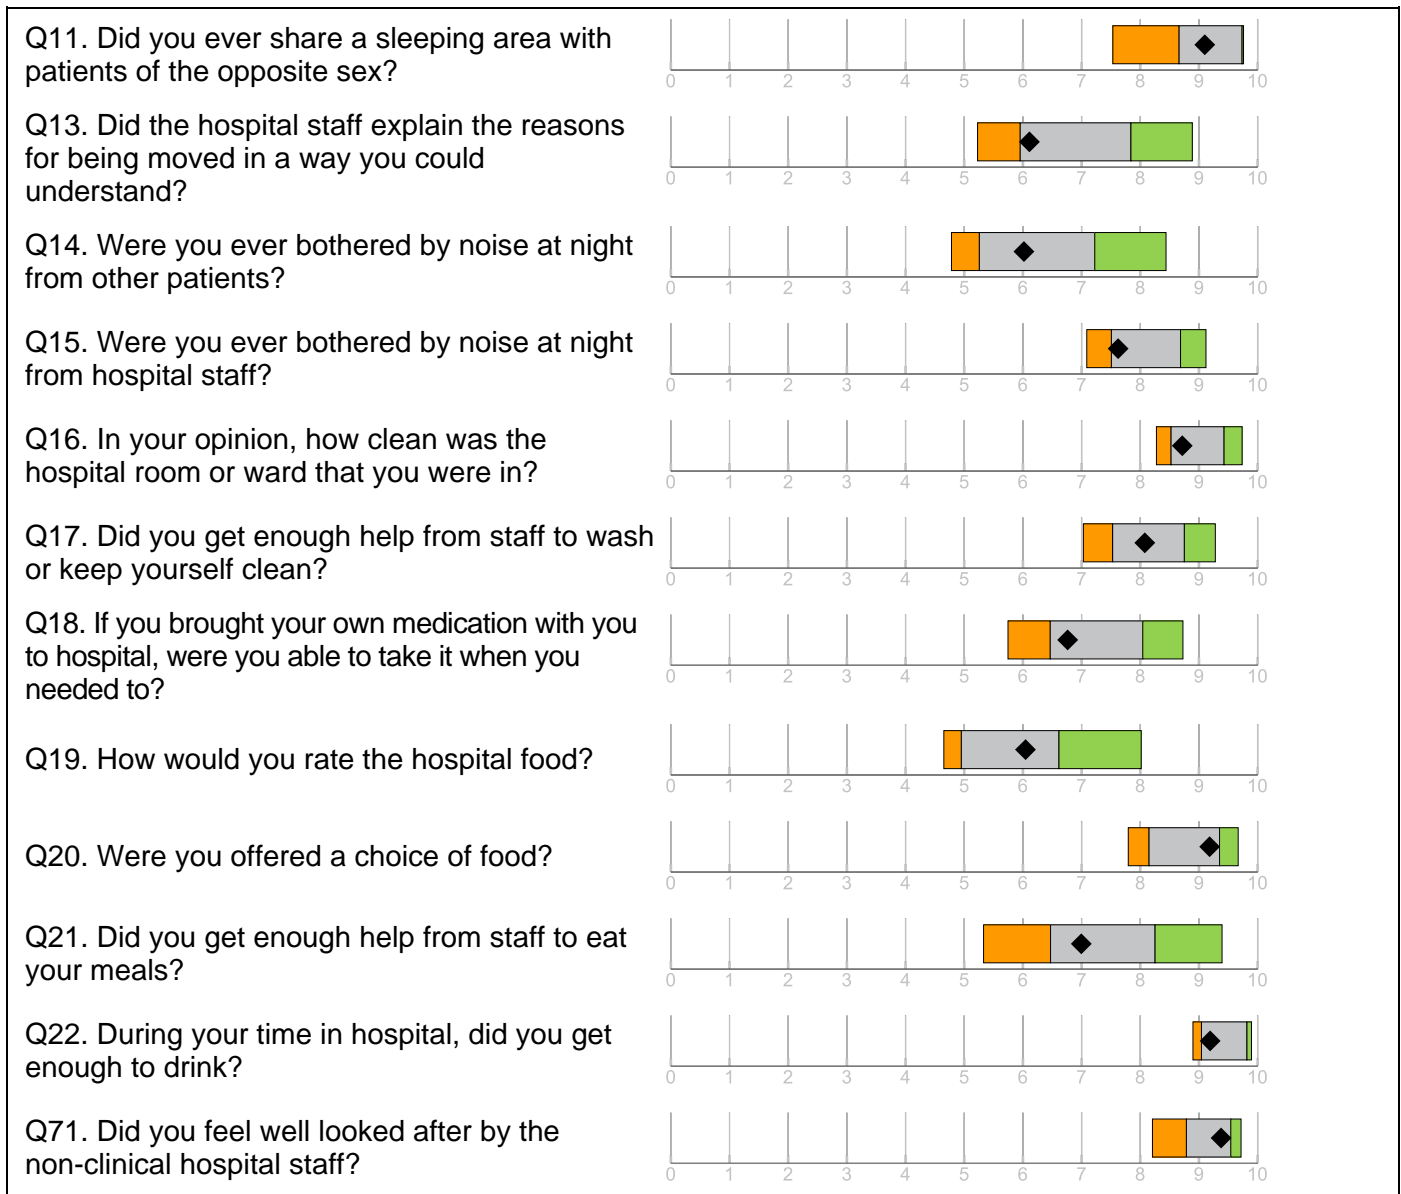 Q11. Did you ever share a sleeping area with
patients of the opposite sex?
0 1 2 3 4 5 6 7 8 9 10
Q13. Did the hospital staff explain the reasons
for being moved in a way you could
understand?
0 1 2 3 4 5 6 7 8 9 10
Q14. Were you ever bothered by noise at night
from other patients?
0 1 2 3 4 5 6 7 8 9 10
Q15. Were you ever bothered by noise at night
from hospital staff?
0 1 2 3 4 5 6 7 8 9 10
Q16. In your opinion, how clean was the
hospital room or ward that you were in?
0 1 2 3 4 5 6 7 8 9 10
Q17. Did you get enough help from staff to wash
or keep yourself clean?
0 1 2 3 4 5 6 7 8 9 10
Q18. If you brought your own medication with you
to hospital, were you able to take it when you
needed to?
0 1 2 3 4 5 6 7 8 9 10
Q19. How would you rate the hospital food?
0 1 2 3 4 5 6 7 8 9 10
Q20. Were you offered a choice of food?
0 1 2 3 4 5 6 7 8 9 10
Q21. Did you get enough help from staff to eat
your meals?
0 1 2 3 4 5 6 7 8 9 10
Q22. During your time in hospital, did you get
enough to drink?
0 1 2 3 4 5 6 7 8 9 10
Q71. Did you feel well looked after by the
non-clinical hospital staff?
0 1 2 3 4 5 6 7 8 9 10